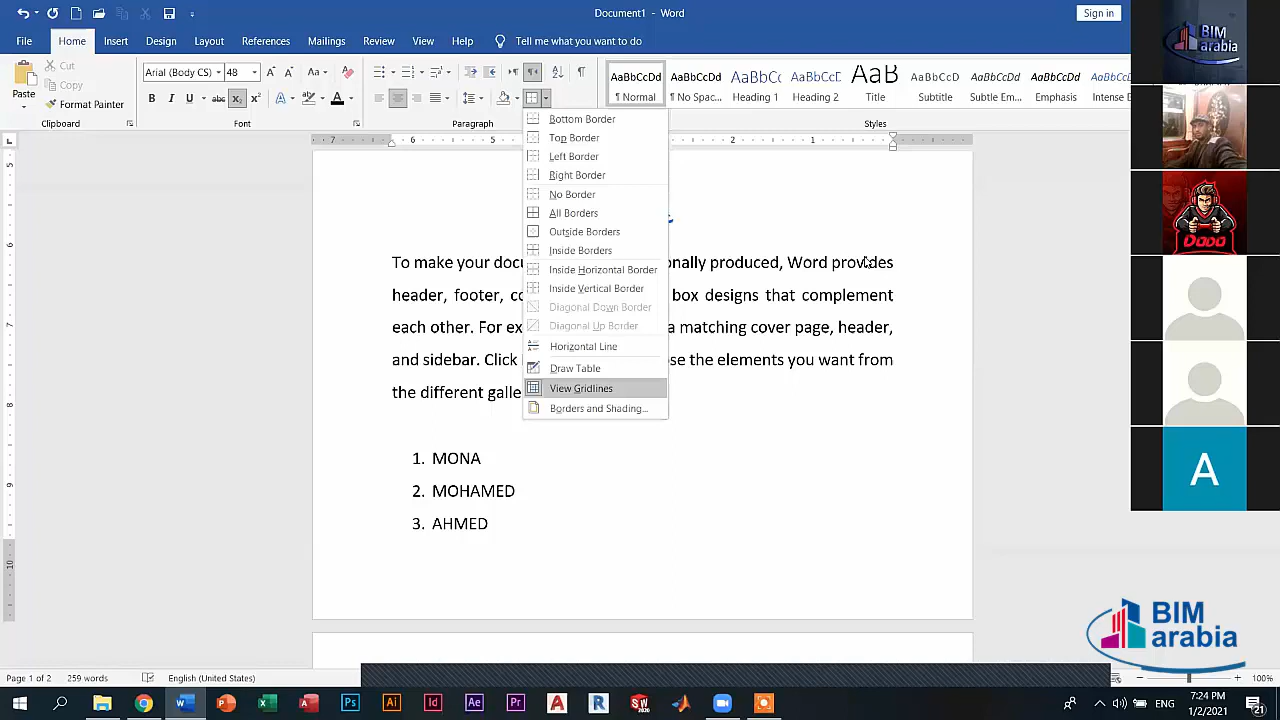 Document1 - Word
Sign in
File Home Insert Design Layout References Mailings Review View Help Tell me what you want to do
Paste
Cut
Copy
Format Painter
Arial (Body CS) 48
AaBbCcDd AaBbCcDd AaBbCc AaBbCcD AaB AaBbCcD AaBbCcDd AaBbCcDd AaBbCc
¶ Normal ¶ No Spac... Heading 1 Heading 2 Title Subtitle Subtle Em... Emphasis Intense E
Clipboard Font Paragraph Styles
7 6 5 2 1
Bottom Border
Top Border
Left Border
Right Border
No Border
All Borders
Outside Borders
Inside Borders
Inside Horizontal Border
Inside Vertical Border
Diagonal Down Border
Diagonal Up Border
Horizontal Line
Draw Table
View Gridlines
Borders and Shading...
To make your docu onally produced, Word provides
header, footer, co box designs that complement
each other. For ex a matching cover page, header,
and sidebar. Click se the elements you want from
the different galle
1. MONA
2. MOHAMED
3. AHMED
BIM
arabia
DODO
A
BIM
arabia
Page 1 of 2 259 words English (United States) 100%
ENG
7:24 PM
1/2/2021
21